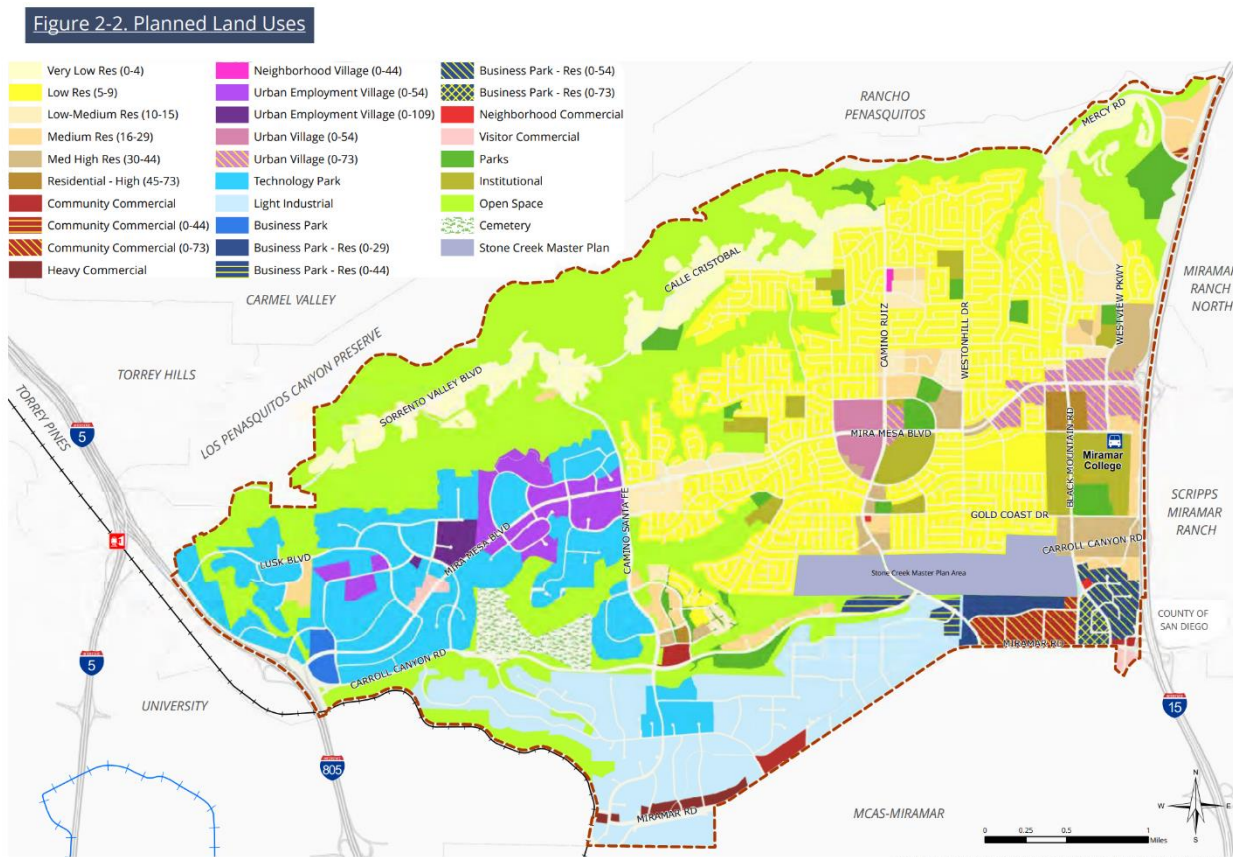 Figure 2-2. Planned Land Uses
Very Low Res (0-4)
Low Res (5-9)
Low-Medium Res (10-15)
Medium Res (16-29)
Med High Res (30-44)
Residential - High (45-73)
Community Commercial
Community Commercial (0-44)
Community Commercial (0-73)
Heavy Commercial
Neighborhood Village (0-44)
Urban Employment Village (0-54)
Urban Employment Village (0-109)
Urban Village (0-54)
Urban Village (0-73)
Technology Park
Light Industrial
Business Park
Business Park - Res (0-29)
Business Park - Res (0-44)
Business Park - Res (0-54)
Business Park - Res (0-73)
Neighborhood Commercial
Visitor Commercial
Parks
Institutional
Open Space
Cemetery
Stone Creek Master Plan
RANCHO
PENASQUITOS
MERCY RD
CARMEL VALLEY
CALLE CRISTOBAL
MIRAMAR
RANCH
NORTH
WESTVIEW PKWY
CAMINO RUIZ
WESTONHILL DR
TORREY HILLS
LOS PENASQUITOS CANYON PRESERVE
SORRENTO VALLEY BLVD
TORREY PINES
5
MIRA MESA BLVD
BLACK MOUNTAIN RD
Miramar
College
SCRIPPS
MIRAMAR
RANCH
GOLD COAST DR
CARROLL CANYON RD
LUSK BLVD
MIRA MESA BLVD
CAMINO SANTA FE
Stone Creek Master Plan Area
COUNTY OF
SAN DIEGO
MIRAMAR RD
5
CARROLL CANYON RD
UNIVERSITY
15
805
MIRAMAR RD
MCAS-MIRAMAR
N
W
E
S
0
0.25
0.5
1
Miles